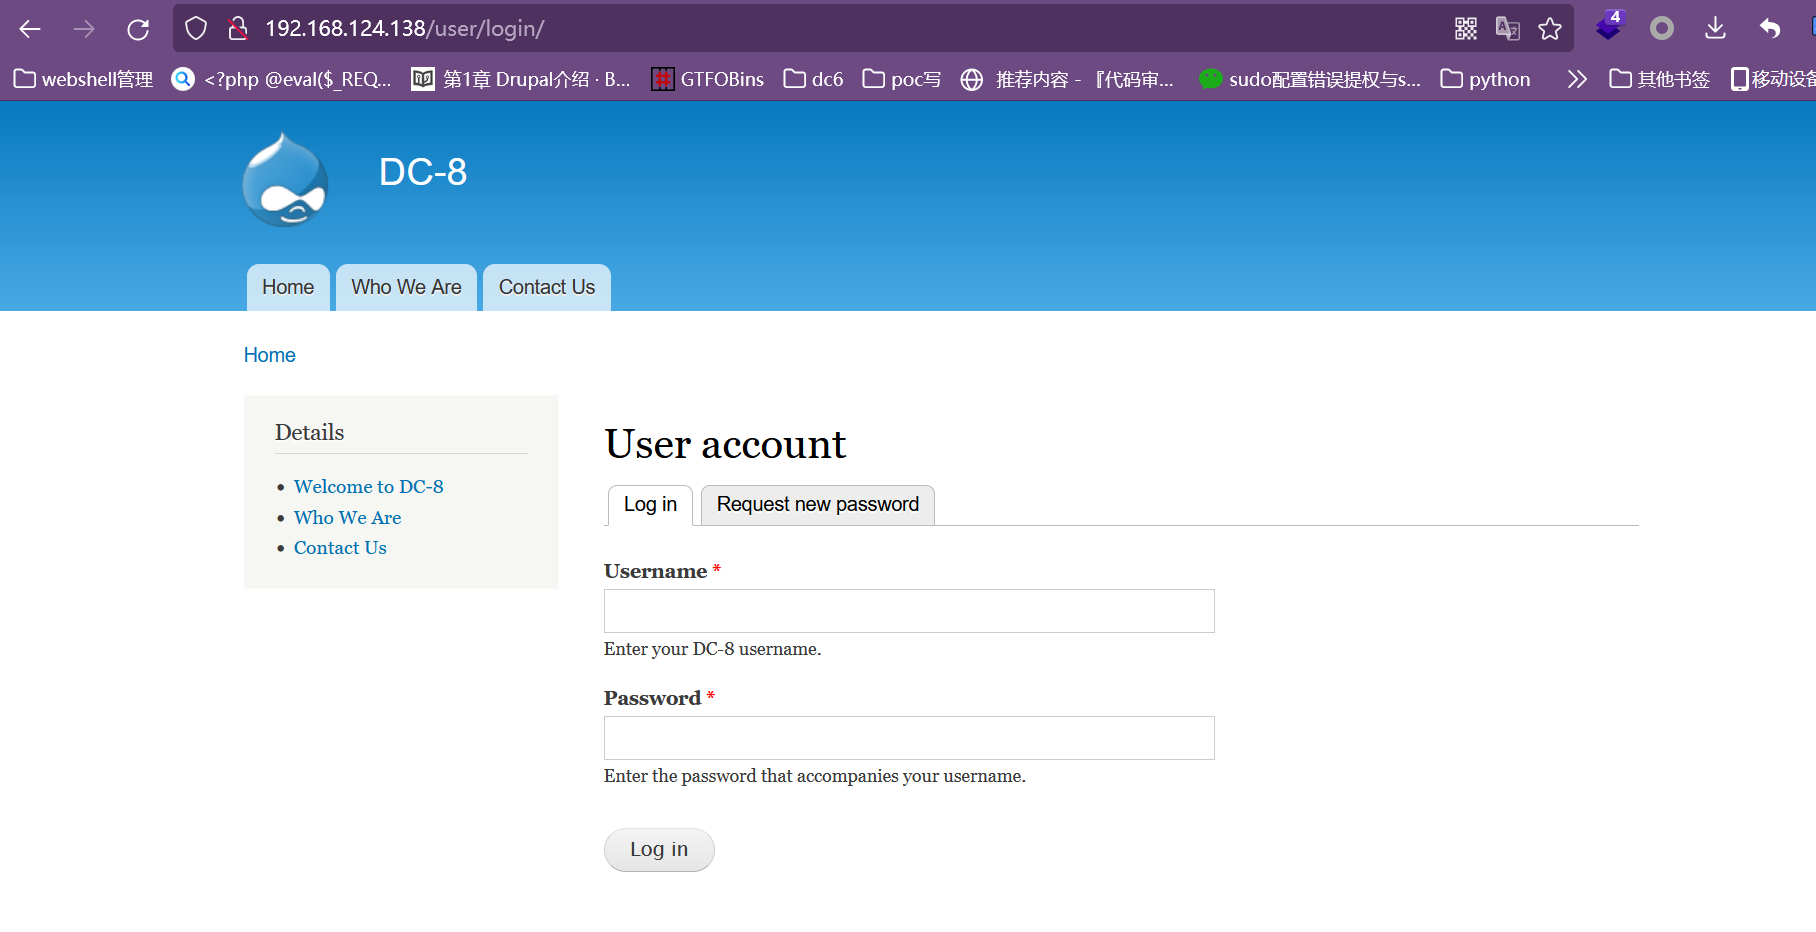 192.168.124.138/user/login/
4
webshell管理 <?php @eval($_REQ... 第1章 Drupal介绍 · B... GTFOBins dc6 poc写 推荐内容 - 『代码审... sudo配置错误提权与s... python 其他书签 移动设备
DC-8
Home Who We Are Contact Us
Home
Details
Welcome to DC-8
Who We Are
Contact Us
User account
Log in Request new password
Username *
Enter your DC-8 username.
Password *
Enter the password that accompanies your username.
Log in